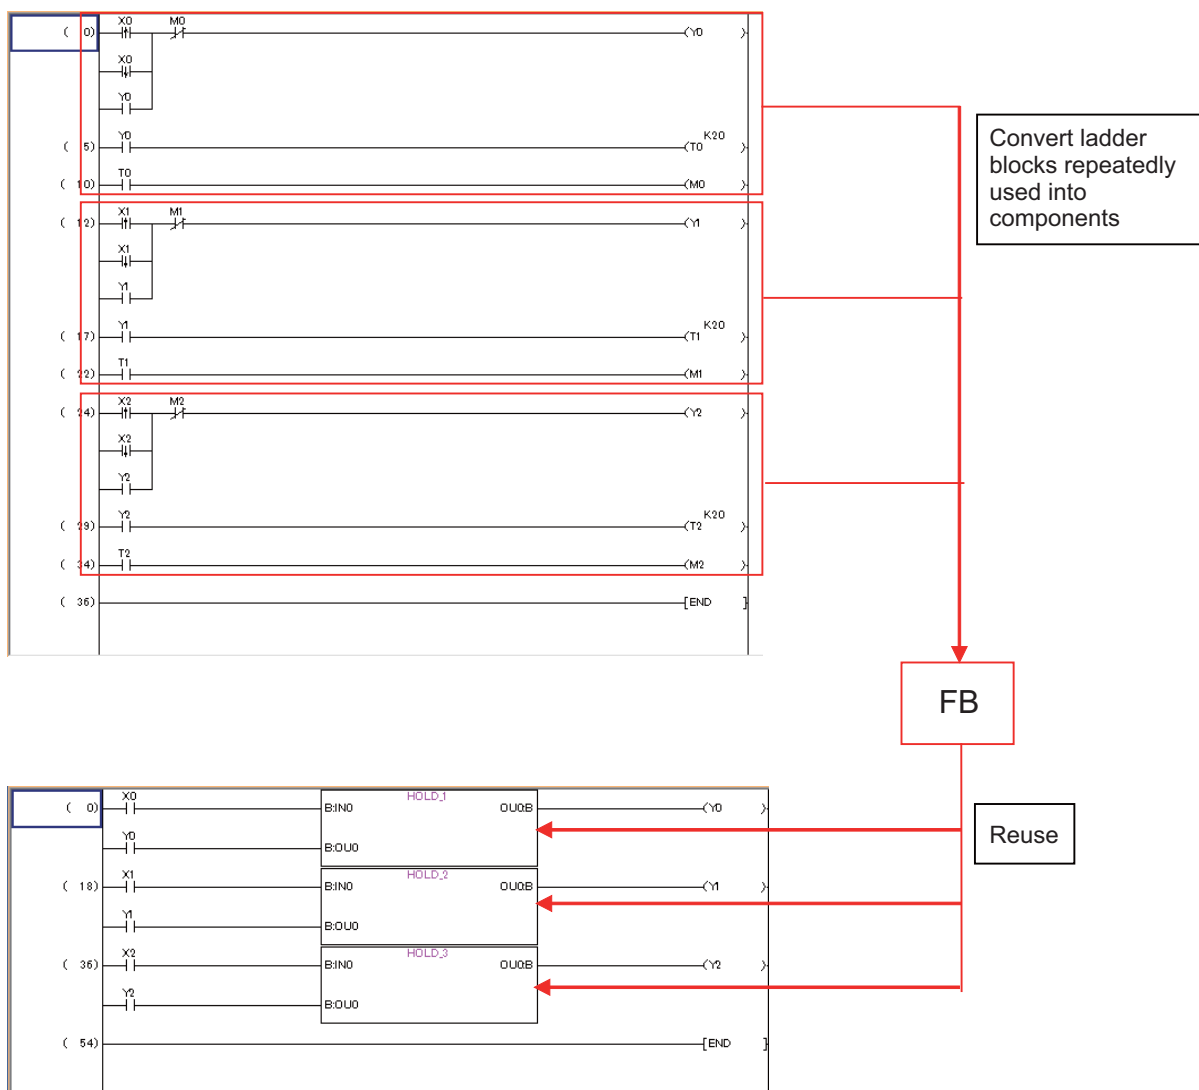 X0 M0
( 0) (Y0 )
X0
Y0
Y0 K20
( 5) (T0 )
T0
( 10) (M0 )
X1 M1
( 12) (Y1 )
X1
Y1
Y1 K20
( 17) (T1 )
T1
( 22) (M1 )
X2 M2
( 24) (Y2 )
X2
Y2
Y2 K20
( 29) (T2 )
T2
( 34) (M2 )
( 36) [END ]
Convert ladder
blocks repeatedly
used into
components
FB
X0 HOLD_1
( 0) B:IN0 OU0:B (Y0 )
Y0
B:OU0
X1 HOLD_2
( 18) B:IN0 OU0:B (Y1 )
Y1
B:OU0
X2 HOLD_3
( 36) B:IN0 OU0:B (Y2 )
Y2
B:OU0
( 54) [END ]
Reuse